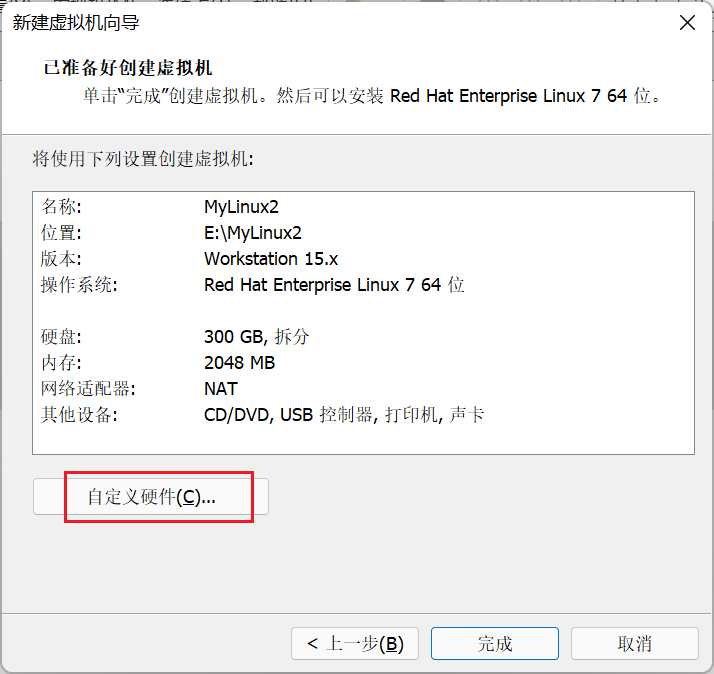 新建虚拟机向导
已准备好创建虚拟机
单击“完成”创建虚拟机。然后可以安装 Red Hat Enterprise Linux 7 64 位。
将使用下列设置创建虚拟机:
名称: MyLinux2
位置: E:\MyLinux2
版本: Workstation 15.x
操作系统: Red Hat Enterprise Linux 7 64 位
硬盘: 300 GB, 拆分
内存: 2048 MB
网络适配器: NAT
其他设备: CD/DVD, USB 控制器, 打印机, 声卡
自定义硬件(C)...
< 上一步(B) 完成 取消